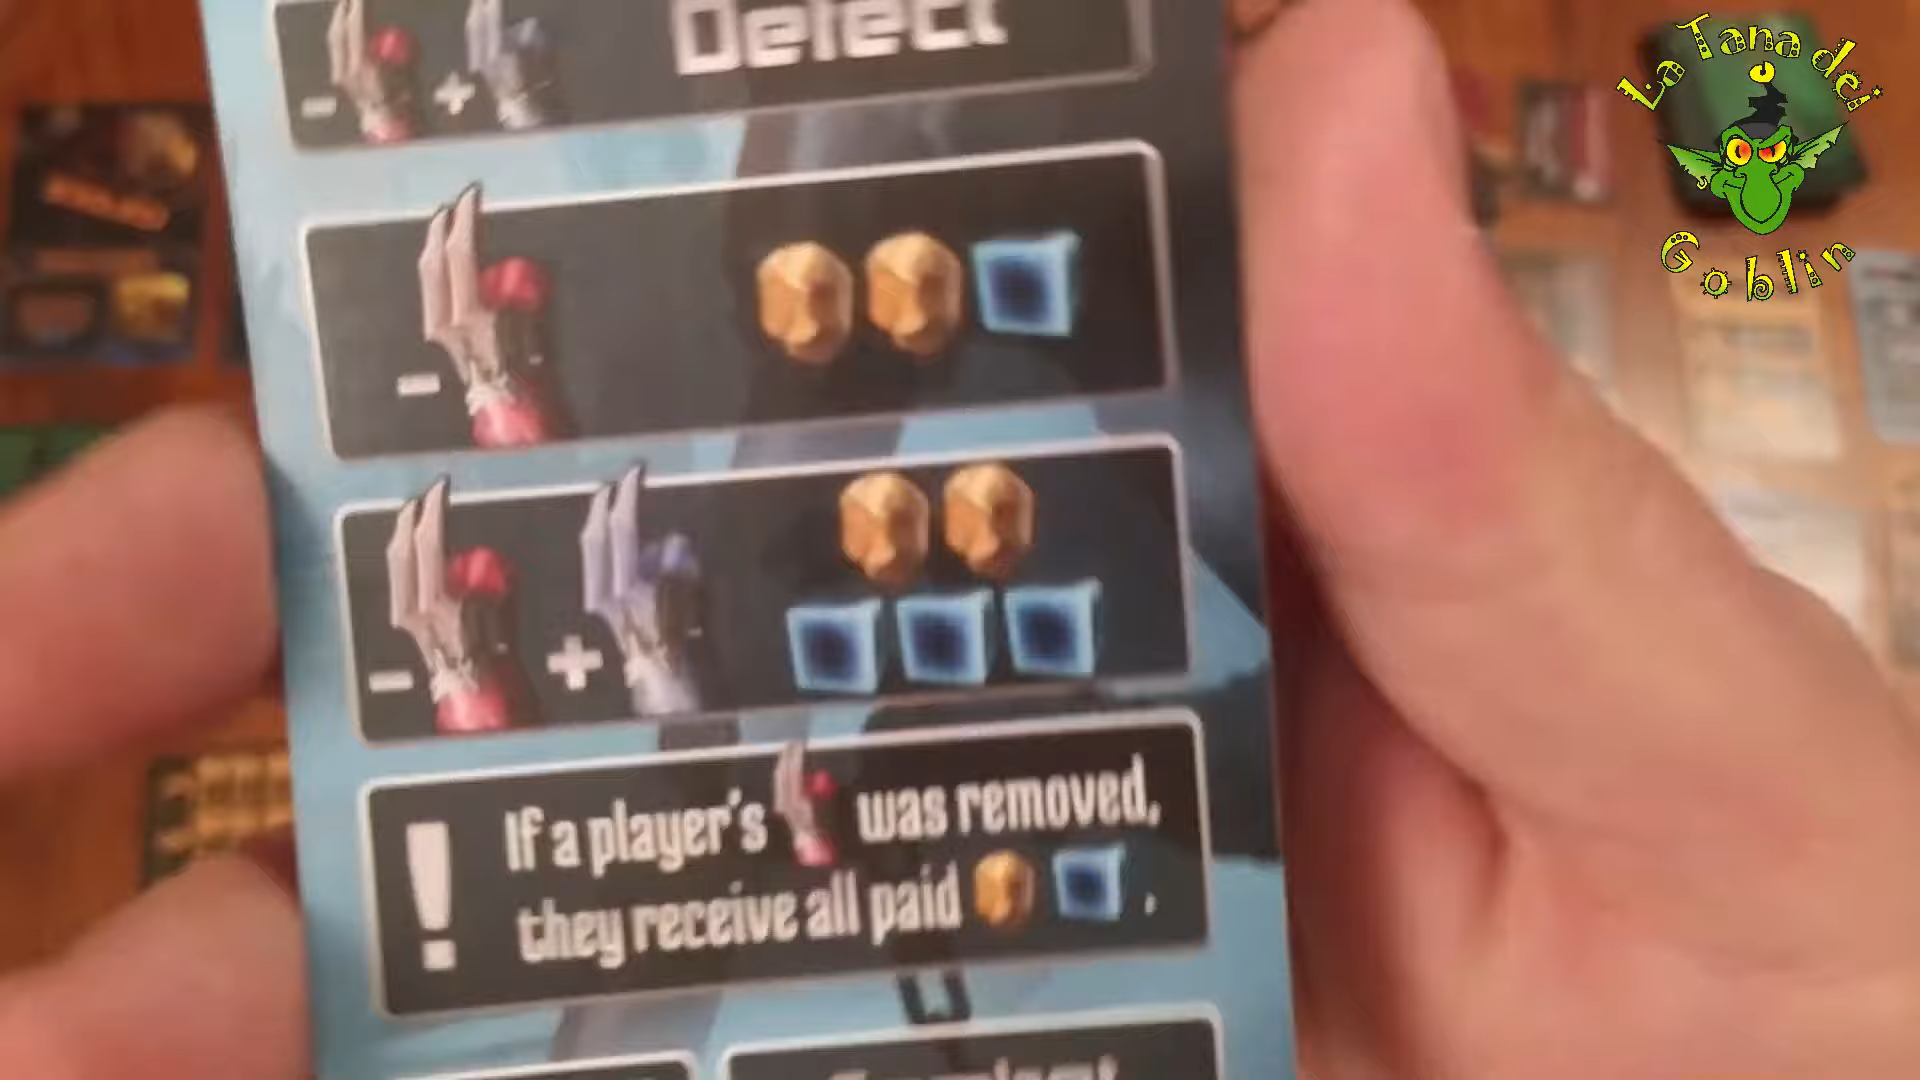 Defect
La Tana dei
Goblin
If a player's was removed,
they receive all paid .